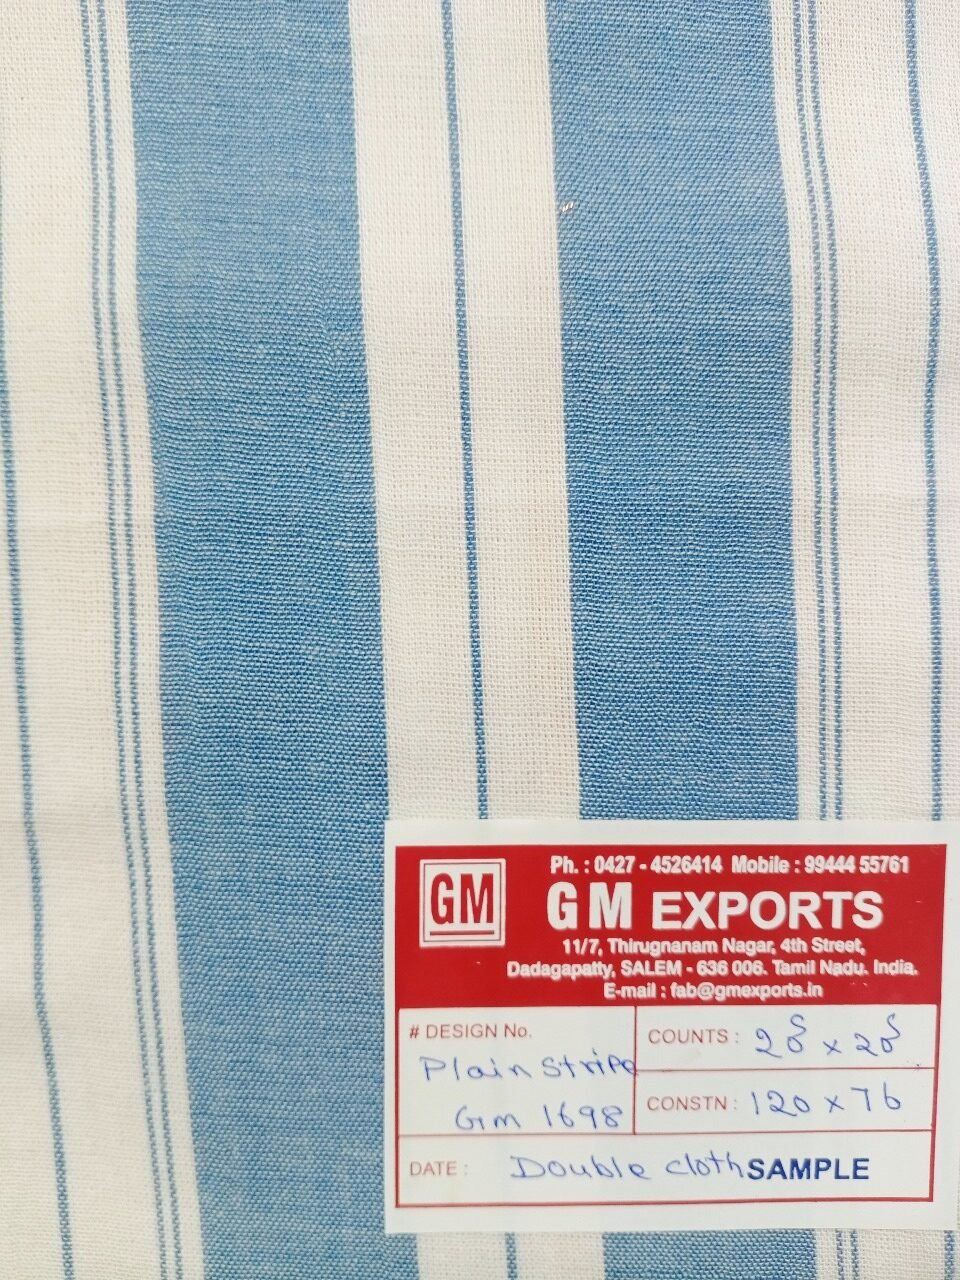 Ph. : 0427 - 4526414 Mobile : 99444 55761
GM
GM EXPORTS
11/7, Thirugnanam Nagar, 4th Street,
Dadagapatty, SALEM - 636 006. Tamil Nadu. India.
E-mail : fab@gmexports.in
# DESIGN No.
Plain stripe
Gm 1698
COUNTS : 20ˢ x 20ˢ
CONSTN : 120 x 76
DATE : Double cloth SAMPLE